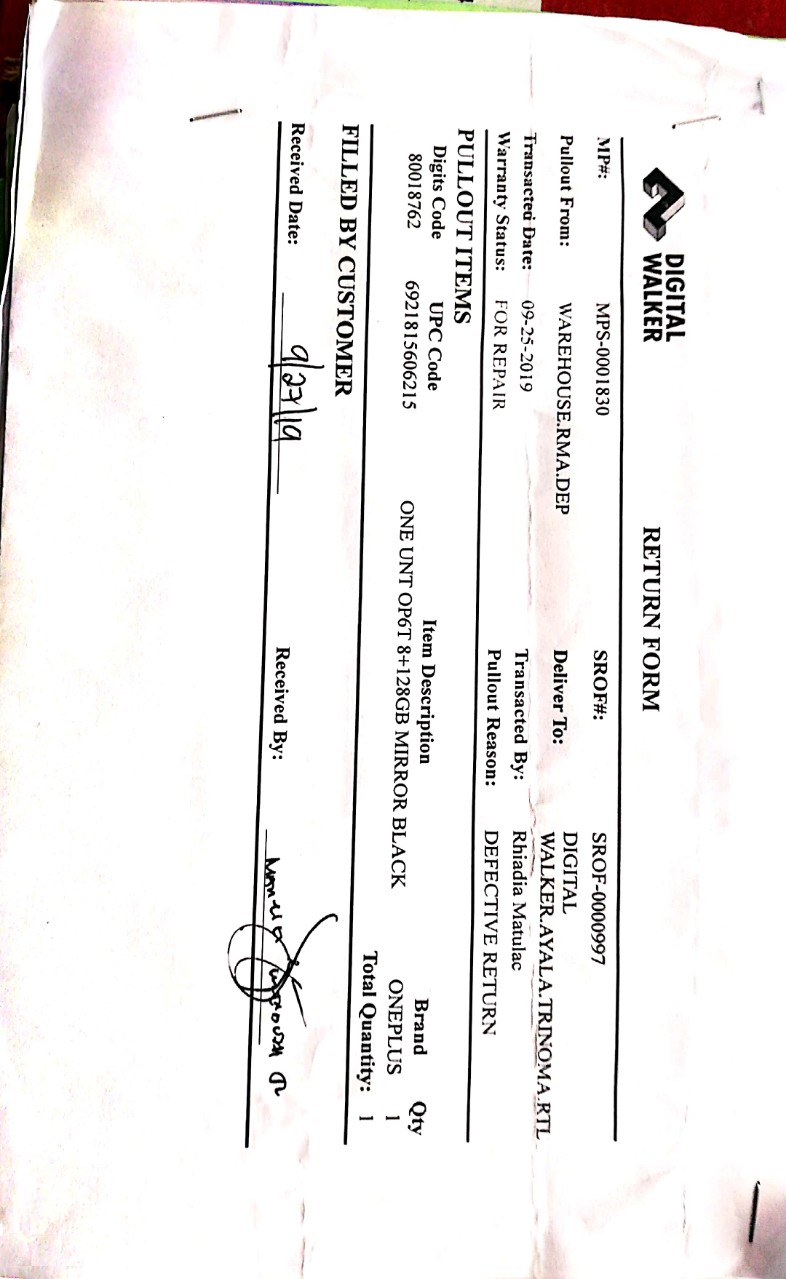 DIGITAL
WALKER
RETURN FORM
MP#: MPS-0001830 SROF#: SROF-0000997
Pullout From: WAREHOUSE.RMA.DEP Deliver To: DIGITAL
WALKER.AYALA.TRINOMA.RTL
Transacted Date: 09-25-2019 Transacted By: Rhiadia Matulac
Warranty Status: FOR REPAIR Pullout Reason: DEFECTIVE RETURN
PULLOUT ITEMS
Digits Code UPC Code Item Description Brand Qty
80018762 6921815606215 ONE UNT OP6T 8+128GB MIRROR BLACK ONEPLUS 1
Total Quantity: 1
FILLED BY CUSTOMER
Received Date: 9/27/19 Received By: